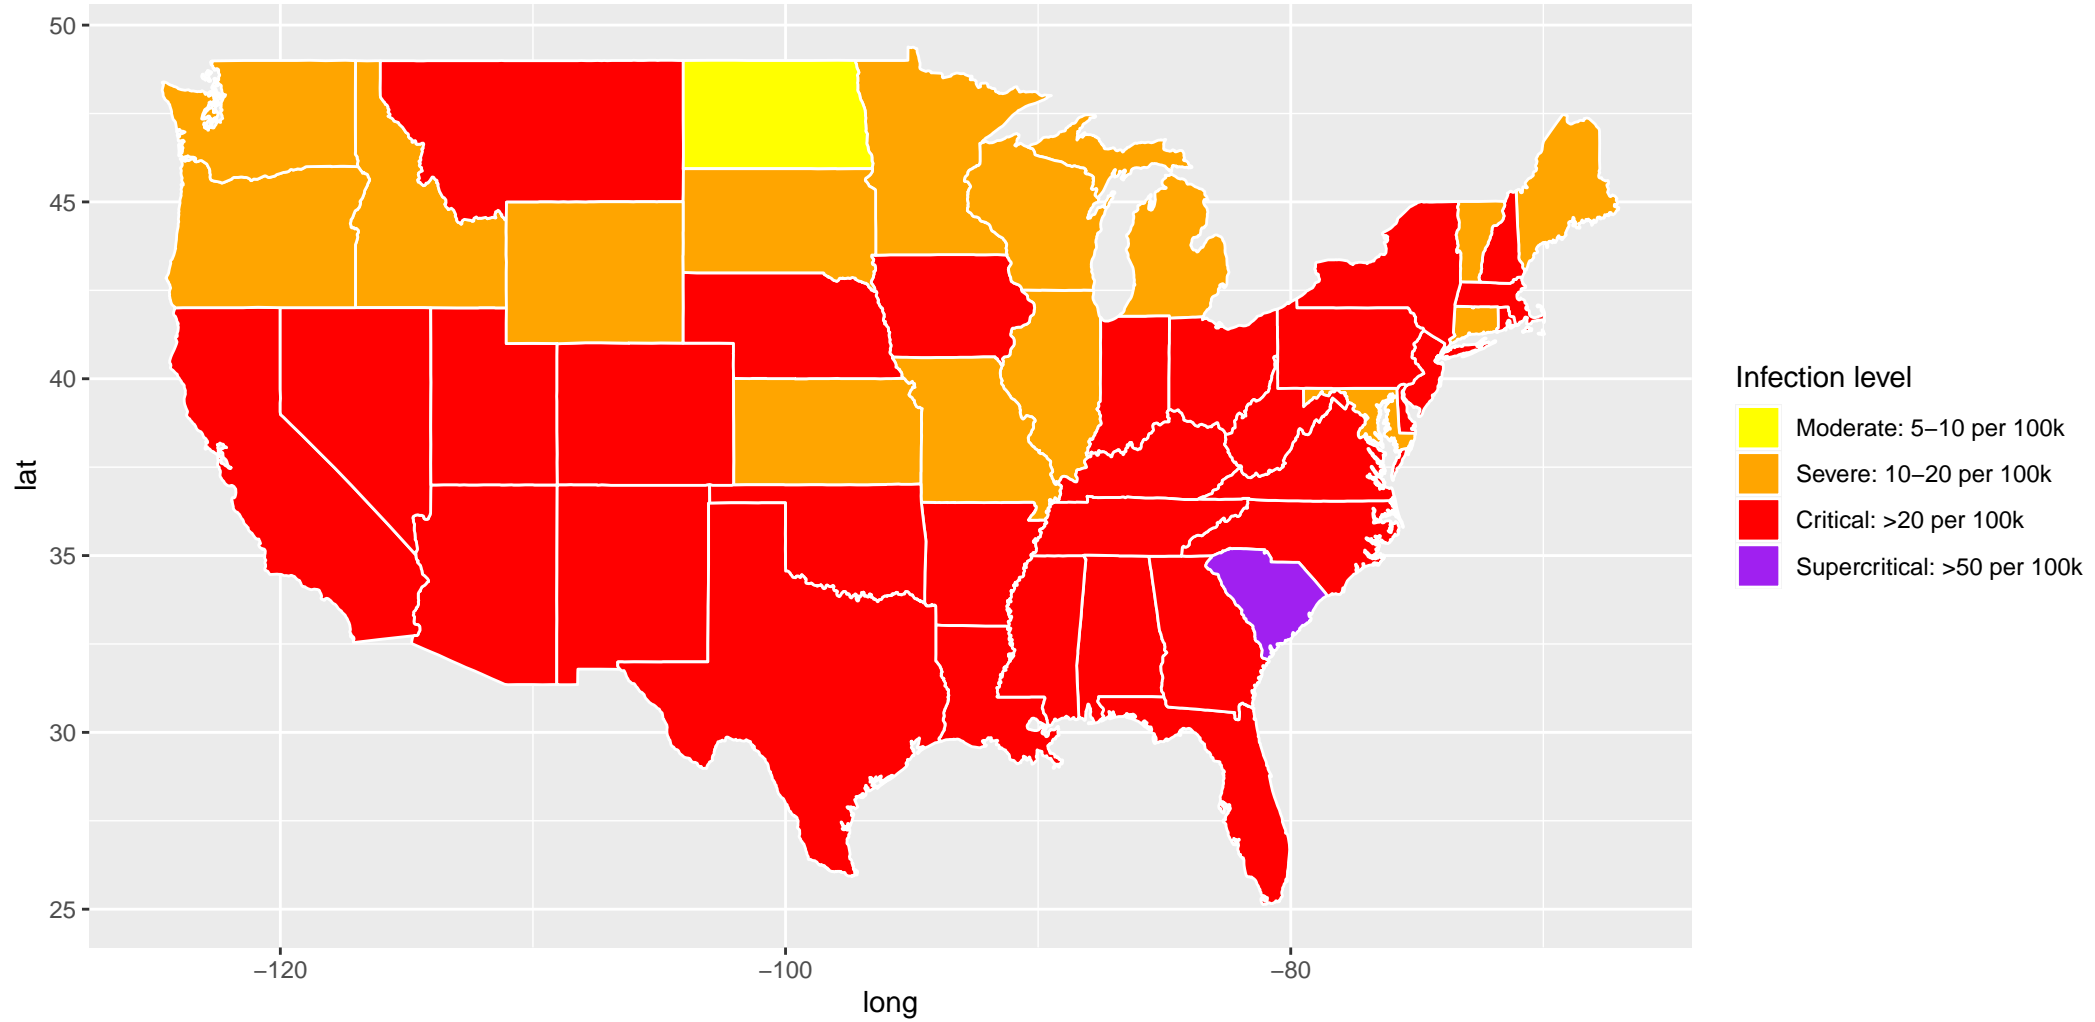 50
45
40
35
30
25
lat
−120
−100
−80
long
Infection level
Moderate: 5−10 per 100k
Severe: 10−20 per 100k
Critical: >20 per 100k
Supercritical: >50 per 100k